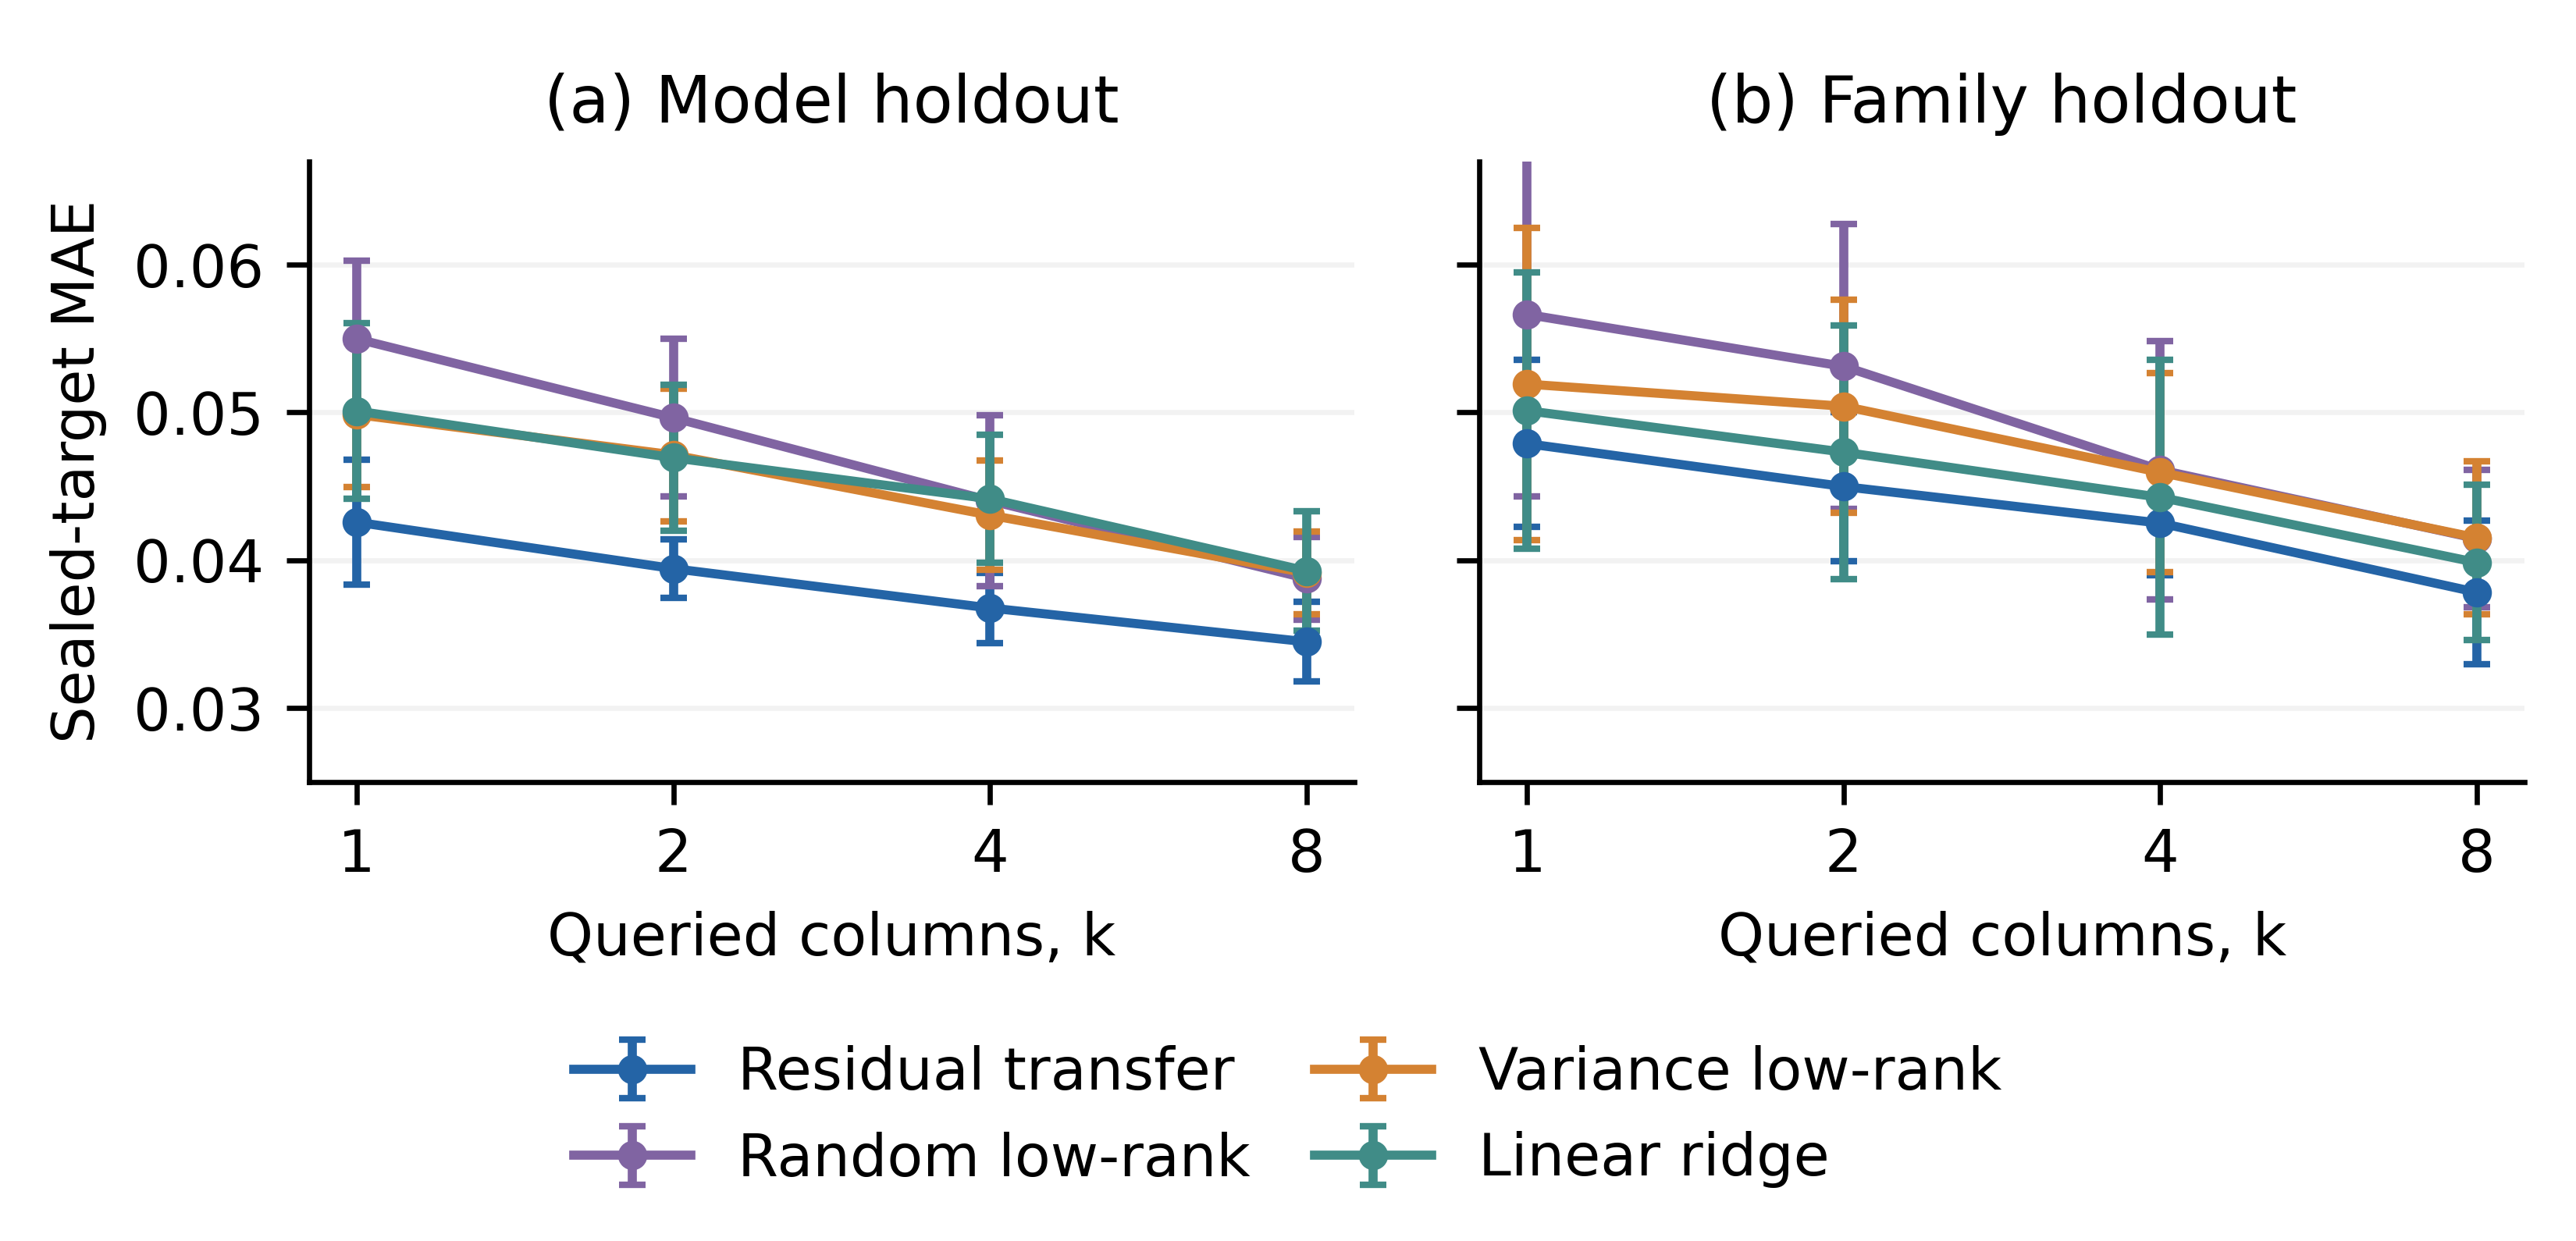 (a) Model holdout
(b) Family holdout
Sealed-target MAE
0.06
0.05
0.04
0.03
1 2 4 8
1 2 4 8
Queried columns, k
Queried columns, k
Residual transfer
Random low-rank
Variance low-rank
Linear ridge